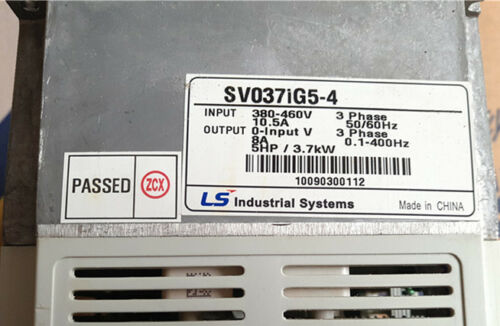 SV037iG5-4
INPUT 380-460V 3 Phase
10.5A 50/60Hz
OUTPUT 0-Input V 3 Phase
8A 0.1-400Hz
5HP / 3.7kW
10090300112
PASSED ZCX
LS Industrial Systems Made in CHINA